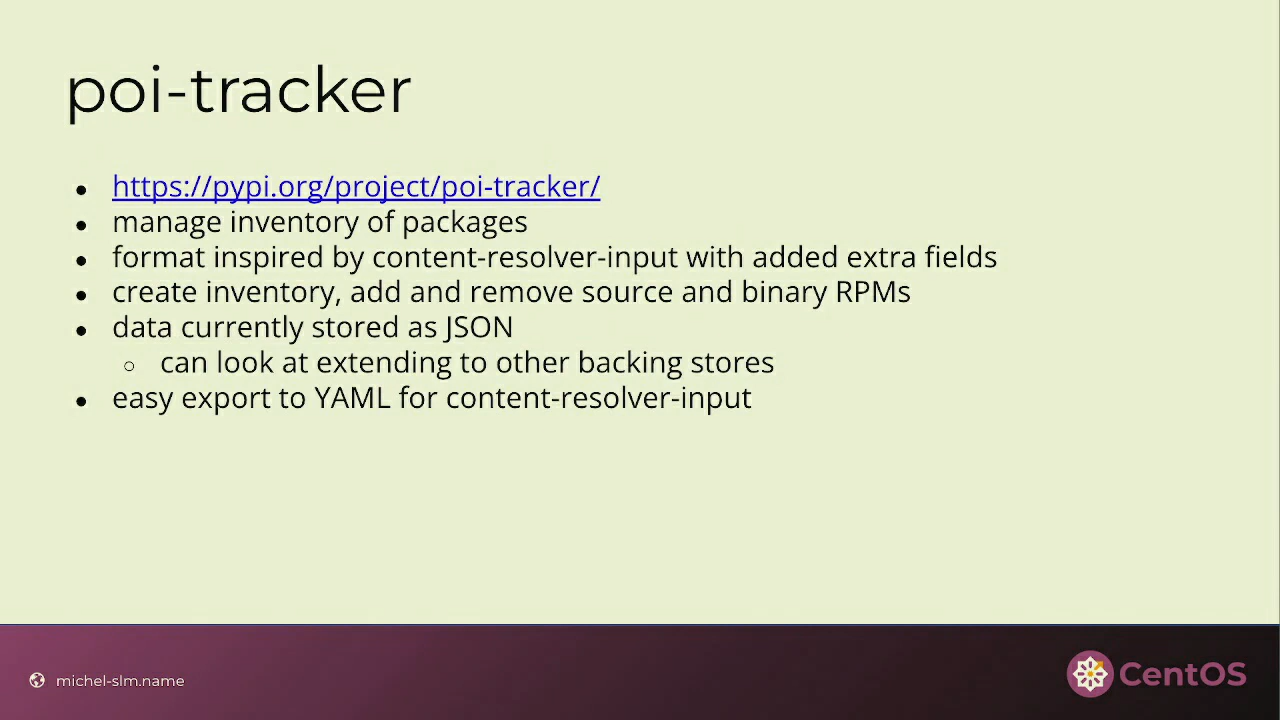 poi-tracker
● https://pypi.org/project/poi-tracker/
● manage inventory of packages
● format inspired by content-resolver-input with added extra fields
● create inventory, add and remove source and binary RPMs
● data currently stored as JSON
○ can look at extending to other backing stores
● easy export to YAML for content-resolver-input
michel-slm.name
CentOS